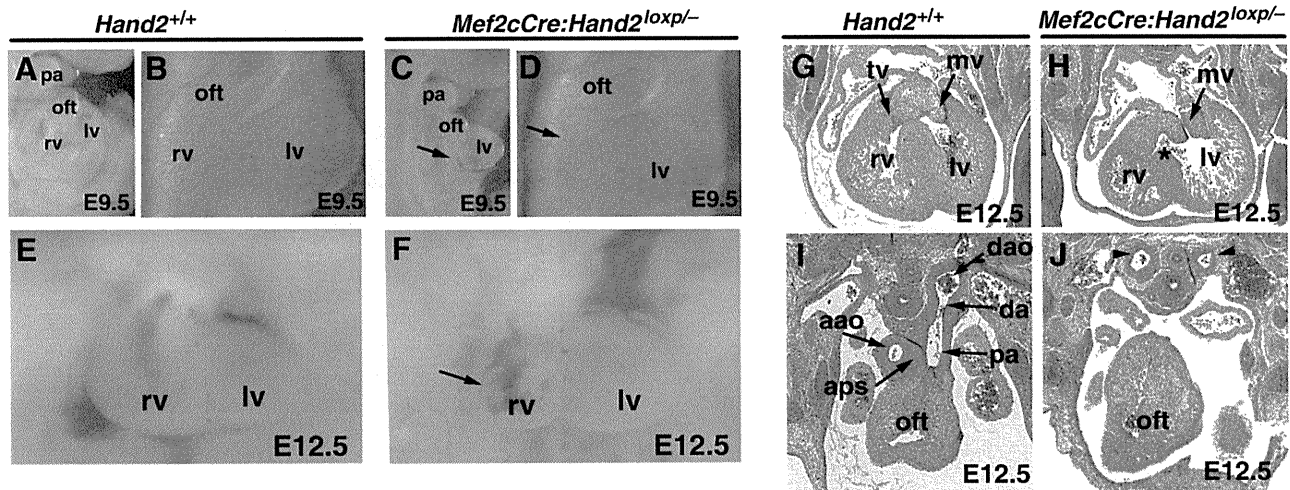 Hand2+/+
Mef2cCre:Hand2loxp/–
Hand2+/+
Mef2cCre:Hand2loxp/–
A
pa
oft
lv
rv
E9.5
B
oft
rv
lv
E9.5
C
pa
oft
lv
E9.5
D
oft
lv
E9.5
E
rv
lv
E12.5
F
rv
lv
E12.5
G
tv
mv
rv
lv
E12.5
H
mv
*
rv
lv
E12.5
I
dao
da
aao
pa
aps
oft
E12.5
J
oft
E12.5